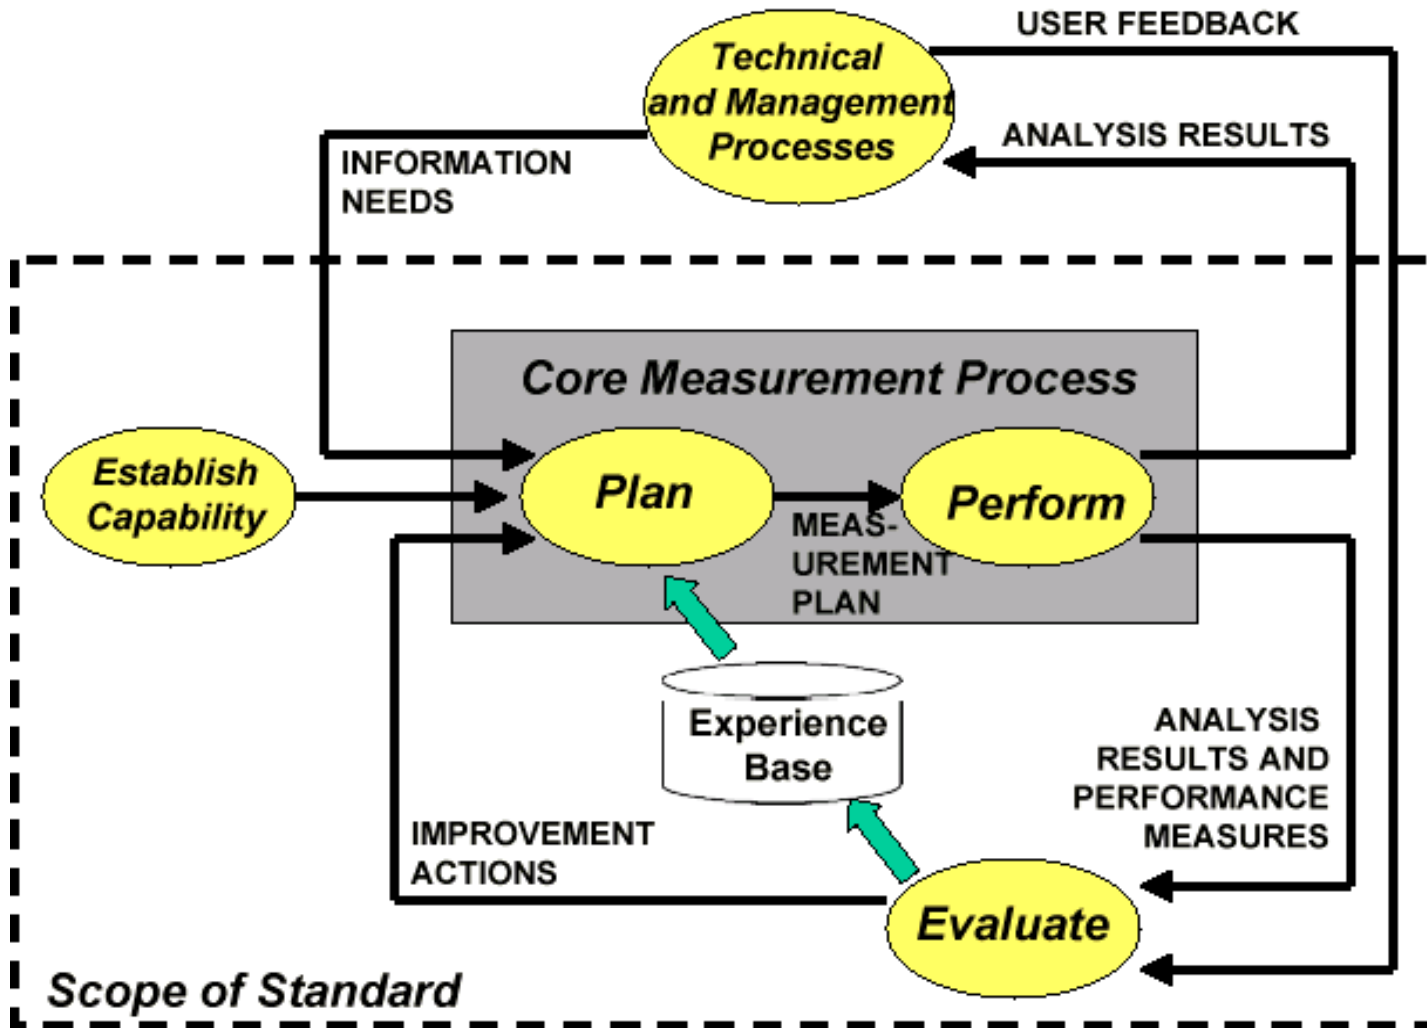 USER FEEDBACK
Technical
and Management
Processes
ANALYSIS RESULTS
INFORMATION
NEEDS
Core Measurement Process
Establish
Capability
Plan
Perform
MEAS-
UREMENT
PLAN
Experience
Base
ANALYSIS
RESULTS AND
PERFORMANCE
MEASURES
IMPROVEMENT
ACTIONS
Evaluate
Scope of Standard